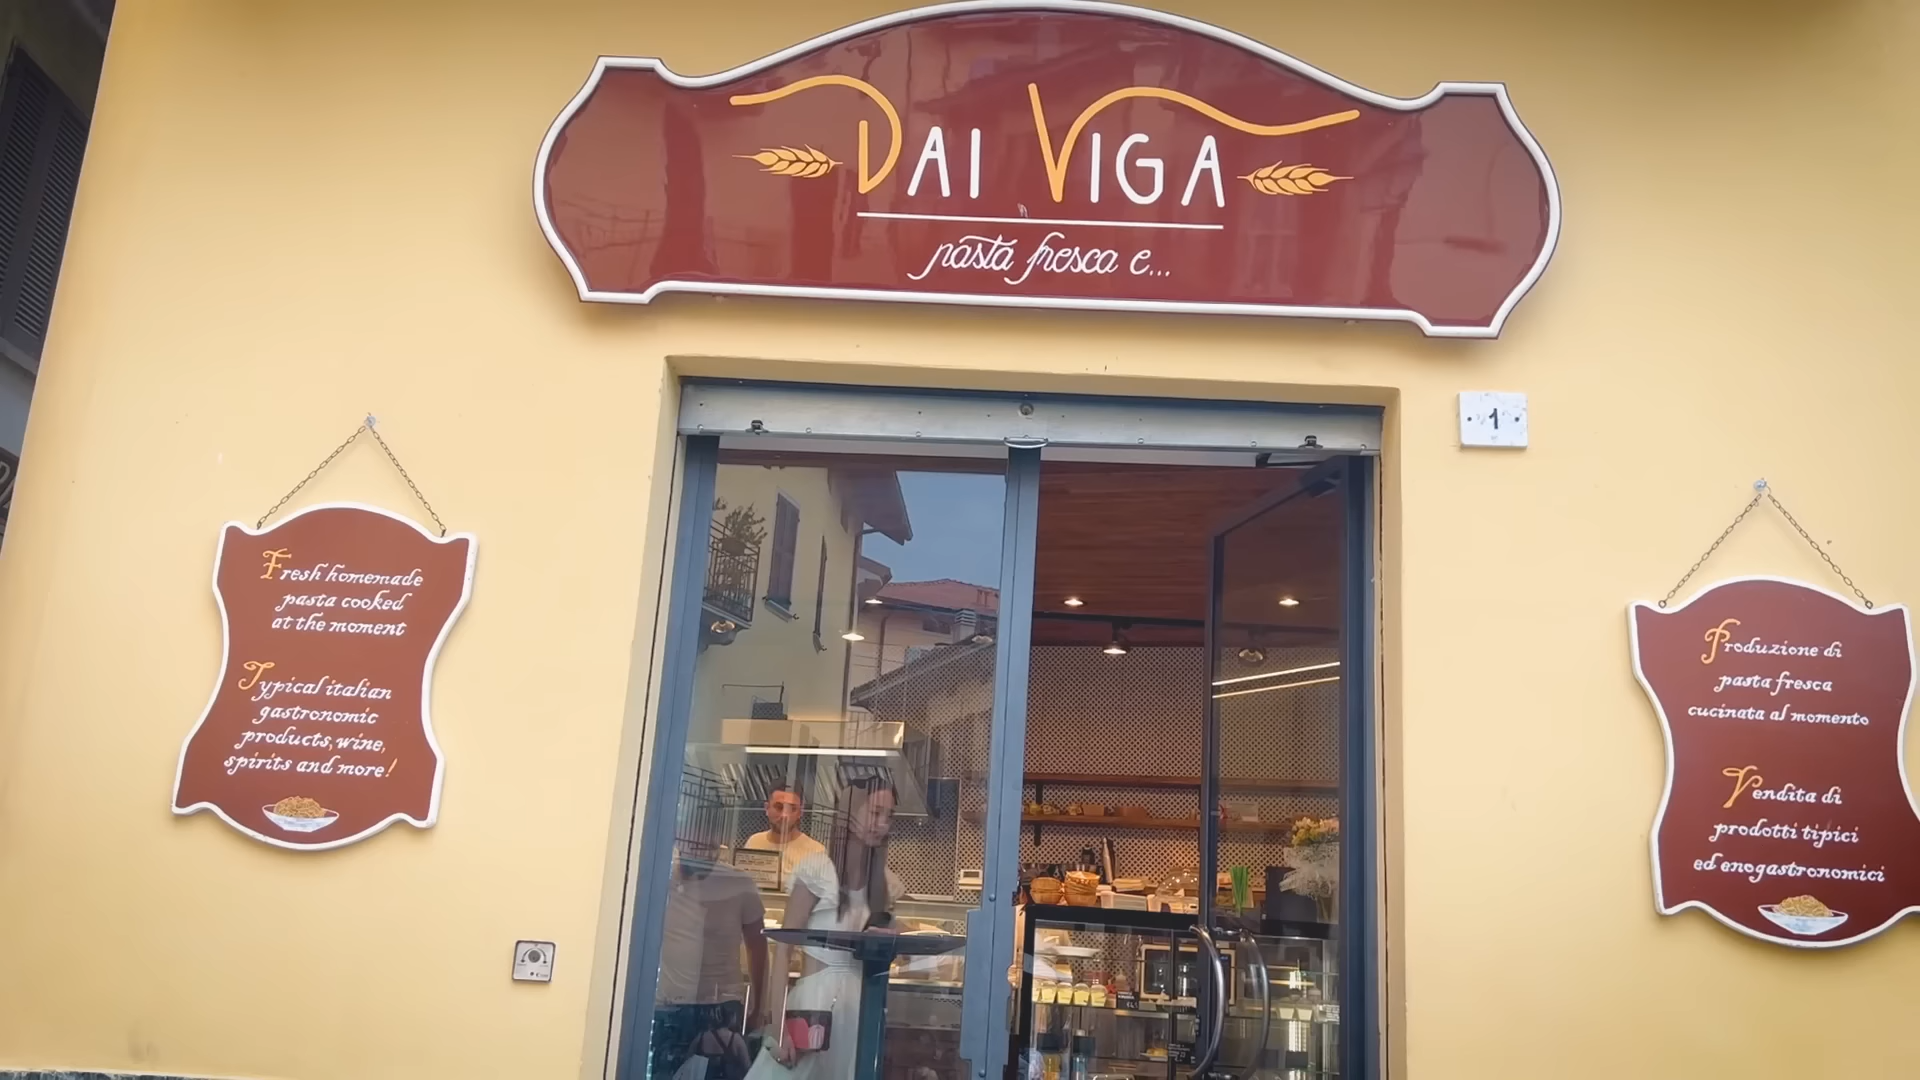 DAI VIGA
pasta fresca e...
1
Fresh homemade
pasta cooked
at the moment
Typical italian
gastronomic
products, wine,
spirits and more!
Produzione di
pasta fresca
cucinata al momento
Vendita di
prodotti tipici
ed enogastronomici